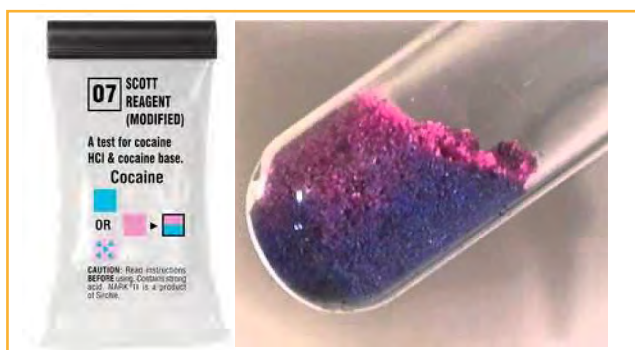 07 SCOTT
REAGENT
(MODIFIED)
A test for cocaine
HCl & cocaine base.
Cocaine
OR
CAUTION: Read instructions
BEFORE using. Contains strong
acid. NARK®II is a product
of Sirchie.